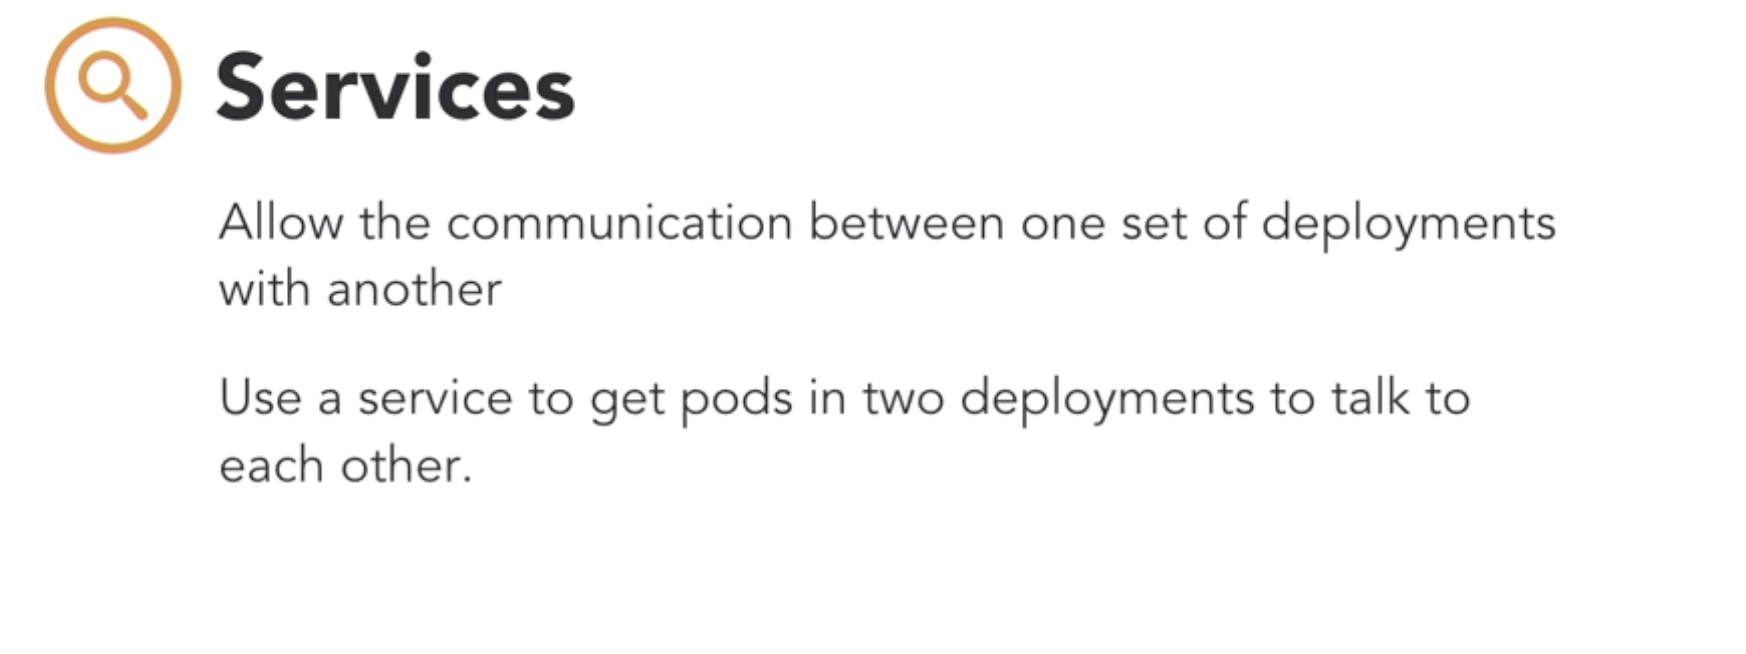 Services
Allow the communication between one set of deployments
with another
Use a service to get pods in two deployments to talk to
each other.